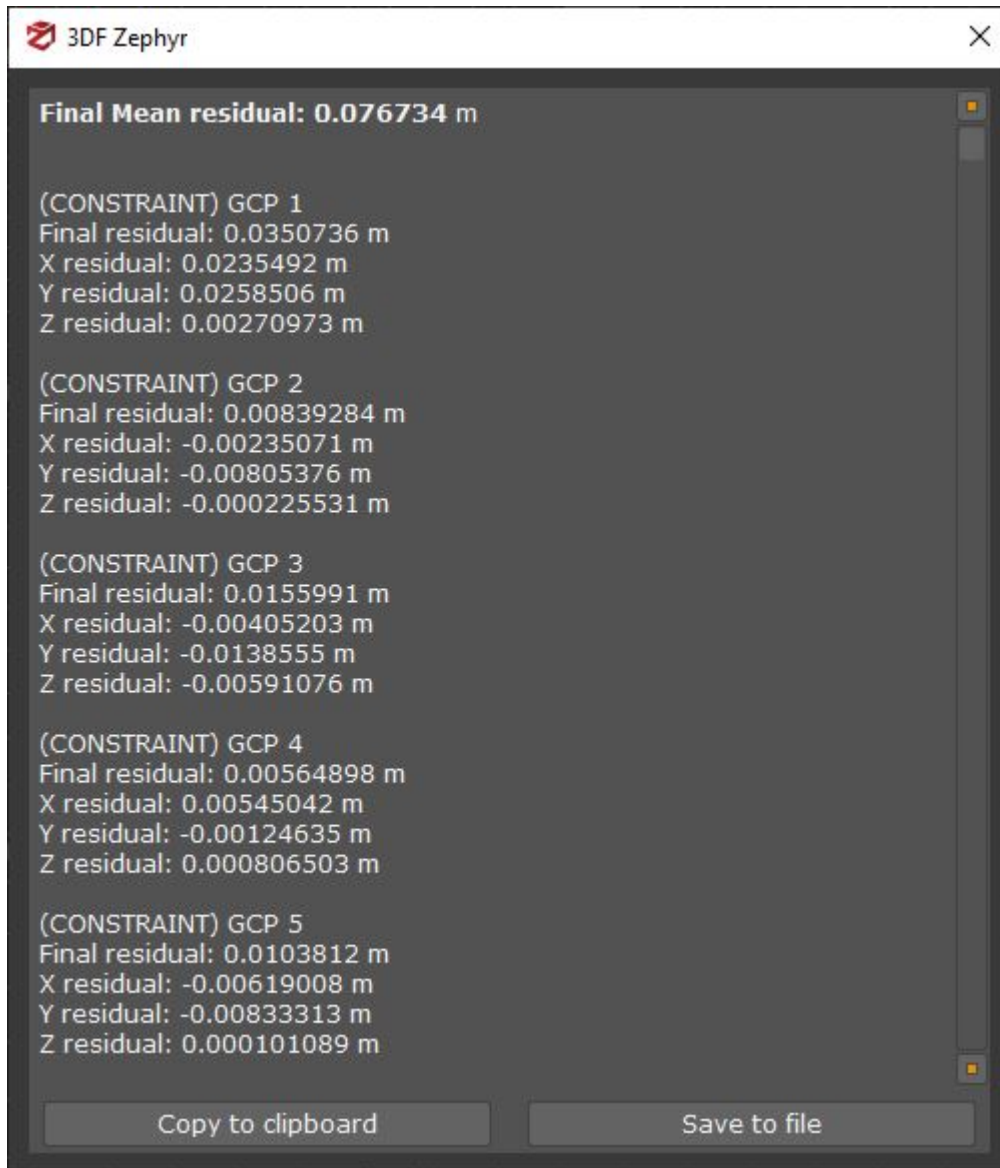 3DF Zephyr
Final Mean residual: 0.076734 m
(CONSTRAINT) GCP 1
Final residual: 0.0350736 m
X residual: 0.0235492 m
Y residual: 0.0258506 m
Z residual: 0.00270973 m
(CONSTRAINT) GCP 2
Final residual: 0.00839284 m
X residual: -0.00235071 m
Y residual: -0.00805376 m
Z residual: -0.000225531 m
(CONSTRAINT) GCP 3
Final residual: 0.0155991 m
X residual: -0.00405203 m
Y residual: -0.0138555 m
Z residual: -0.00591076 m
(CONSTRAINT) GCP 4
Final residual: 0.00564898 m
X residual: 0.00545042 m
Y residual: -0.00124635 m
Z residual: 0.000806503 m
(CONSTRAINT) GCP 5
Final residual: 0.0103812 m
X residual: -0.00619008 m
Y residual: -0.00833313 m
Z residual: 0.000101089 m
Copy to clipboard
Save to file